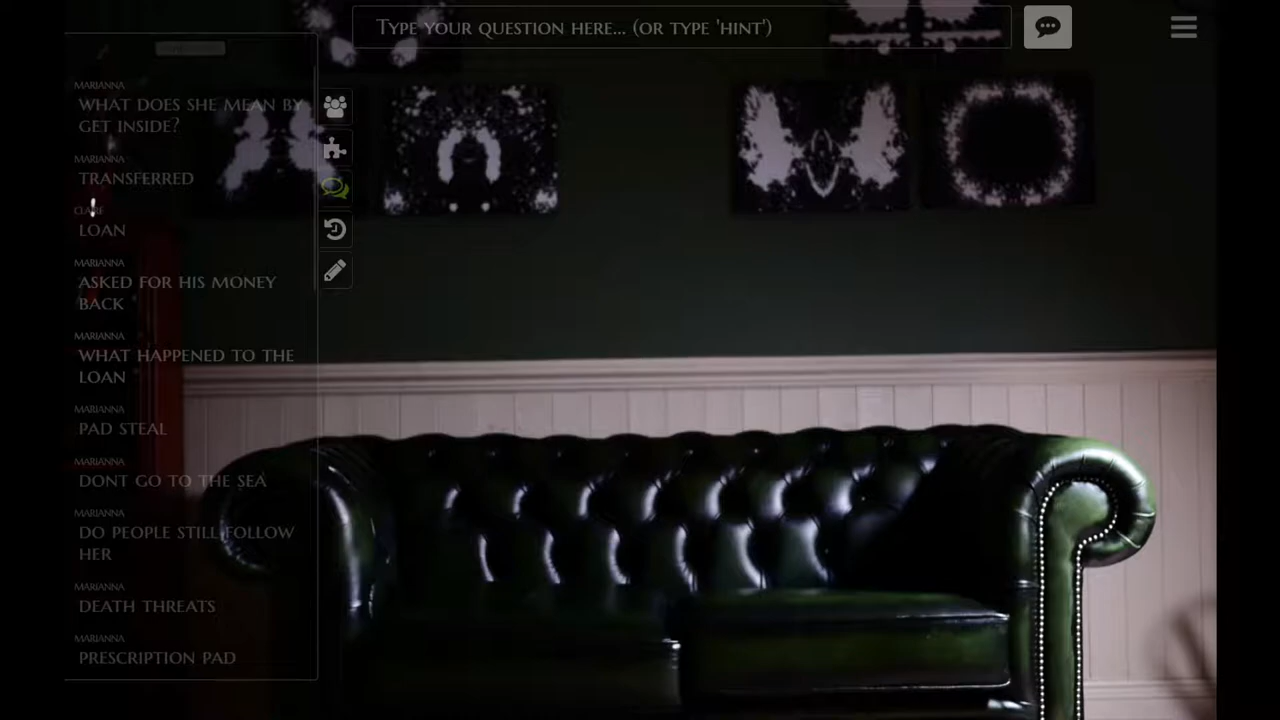 Type your question here... (or type 'hint')
MARIANNA
WHAT DOES SHE MEAN BY
GET INSIDE?
MARIANNA
TRANSFERRED
CLAIRE
LOAN
MARIANNA
ASKED FOR HIS MONEY
BACK
MARIANNA
WHAT HAPPENED TO THE
LOAN
MARIANNA
PAD STEAL
MARIANNA
DONT GO TO THE SEA
MARIANNA
DO PEOPLE STILL FOLLOW
HER
MARIANNA
DEATH THREATS
MARIANNA
PRESCRIPTION PAD